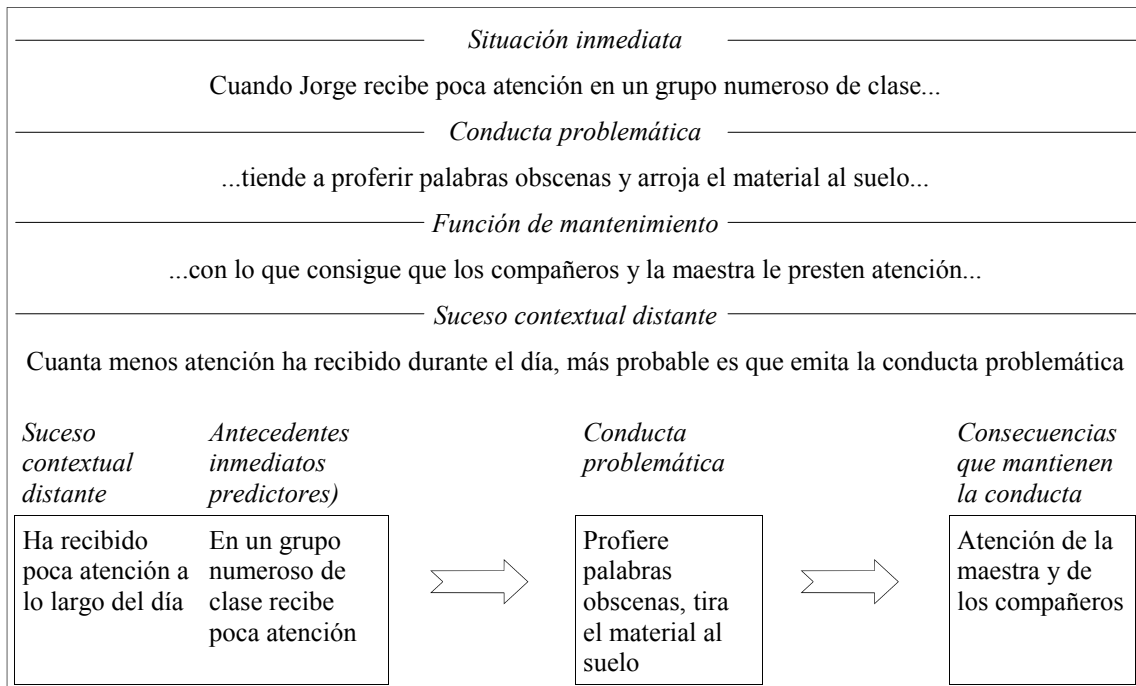 Situación inmediata
Cuando Jorge recibe poca atención en un grupo numeroso de clase...
Conducta problemática
...tiende a proferir palabras obscenas y arroja el material al suelo...
Función de mantenimiento
...con lo que consigue que los compañeros y la maestra le presten atención...
Suceso contextual distante
Cuanta menos atención ha recibido durante el día, más probable es que emita la conducta problemática
Suceso
contextual
distante
Antecedentes
inmediatos
predictores)
Conducta
problemática
Consecuencias
que mantienen
la conducta
Ha recibido
poca atención a
lo largo del día
En un grupo
numeroso de
clase recibe
poca atención
Profiere
palabras
obscenas, tira
el material al
suelo
Atención de la
maestra y de
los compañeros